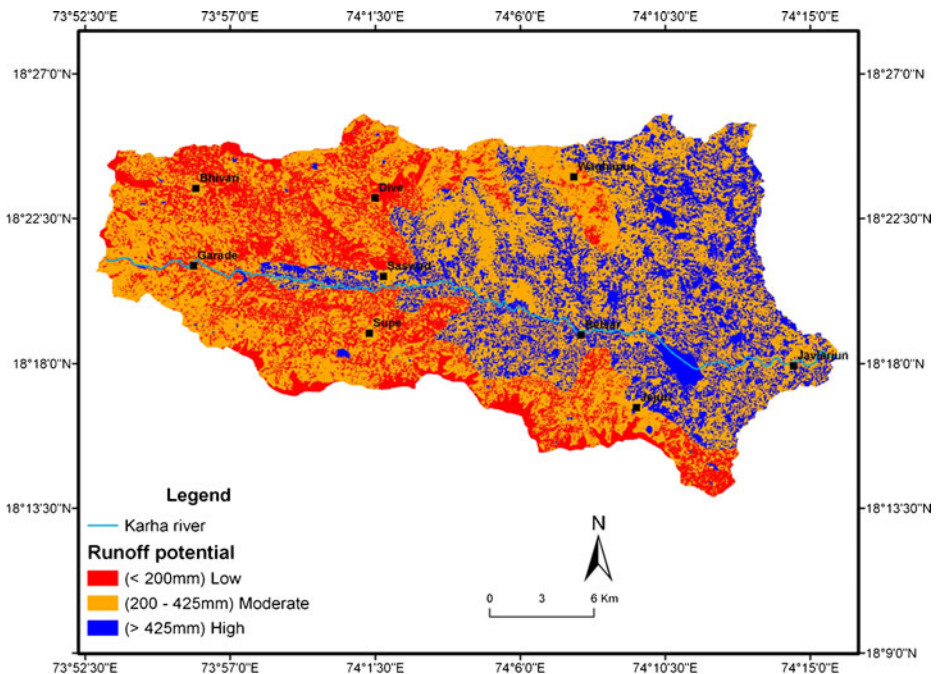 73°52'30"E 73°57'0"E 74°1'30"E 74°6'0"E 74°10'30"E 74°15'0"E
18°27'0"N 18°27'0"N
Waghapur
Bhivari
Dive
18°22'30"N 18°22'30"N
Garade
Saswad
Supe
Belsar
18°18'0"N 18°18'0"N
Javlarjun
Jejuri
18°13'30"N 18°13'30"N
Legend
Karha river
Runoff potential
(< 200mm) Low
(200 - 425mm) Moderate
(> 425mm) High
N
0 3 6 Km
18°9'0"N 18°9'0"N
73°52'30"E 73°57'0"E 74°1'30"E 74°6'0"E 74°10'30"E 74°15'0"E